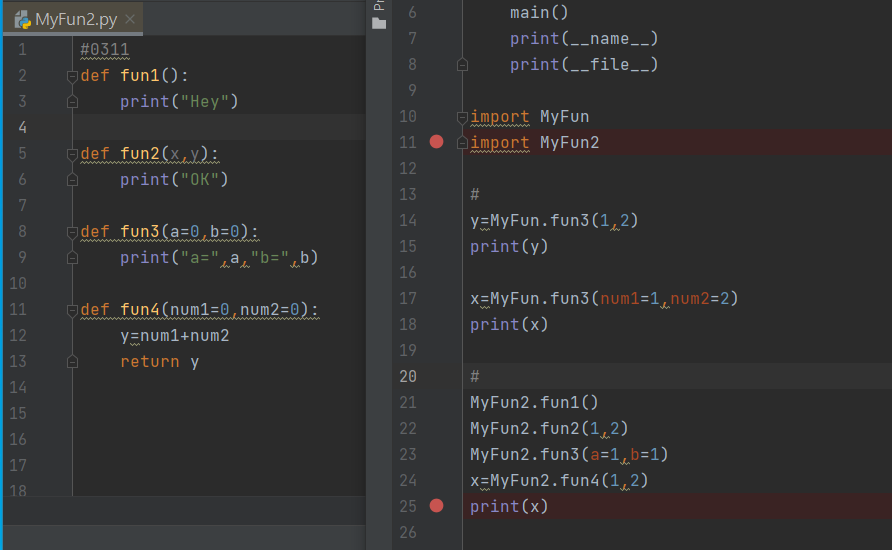 MyFun2.py
1 #0311
2 def fun1():
3 print("Hey")
4
5 def fun2(x,y):
6 print("OK")
7
8 def fun3(a=0,b=0):
9 print("a=",a,"b=",b)
10
11 def fun4(num1=0,num2=0):
12 y=num1+num2
13 return y
14
15
16
17
18
6 main()
7 print(__name__)
8 print(__file__)
9
10 import MyFun
11 import MyFun2
12
13 #
14 y=MyFun.fun3(1,2)
15 print(y)
16
17 x=MyFun.fun3(num1=1,num2=2)
18 print(x)
19
20 #
21 MyFun2.fun1()
22 MyFun2.fun2(1,2)
23 MyFun2.fun3(a=1,b=1)
24 x=MyFun2.fun4(1,2)
25 print(x)
26